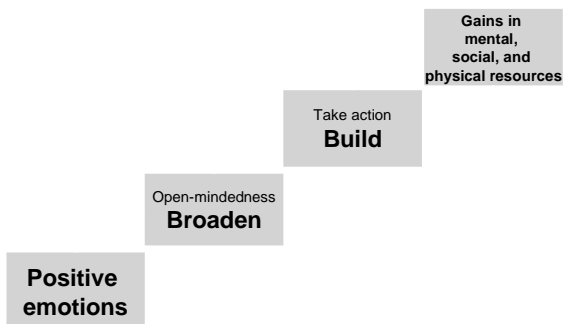 Gains in
mental,
social, and
physical resources
Take action
Build
Open-mindedness
Broaden
Positive
emotions